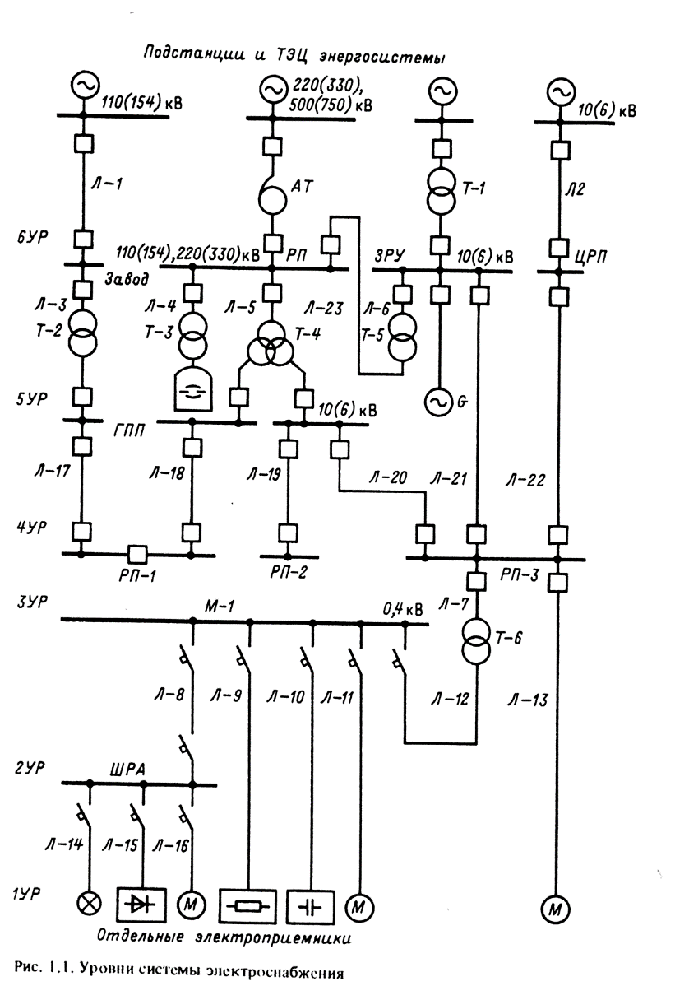 Подстанции и ТЭЦ энергосистемы
110(154) кВ
220(330),
500(750) кВ
10(6) кВ
Л-1
АТ
Т-1
Л2
6УР
110(154),220(330)кВ
РП
ЗРУ
10(6) кВ
ЦРП
Завод
Л-3
Т-2
Л-4
Т-3
Л-5
Л-23
Т-4
Л-6
Т-5
5УР
ГПП
10(6) кВ
G
Л-17
Л-18
Л-19
Л-20
Л-21
Л-22
4УР
РП-1
РП-2
РП-3
3УР
М-1
0,4 кВ
Л-7
Т-6
Л-8
Л-9
Л-10
Л-11
Л-12
Л-13
2УР
ШРА
Л-14
Л-15
Л-16
1УР
М
М
М
Отдельные электроприемники
Рис. 1.1. Уровни системы электроснабжения